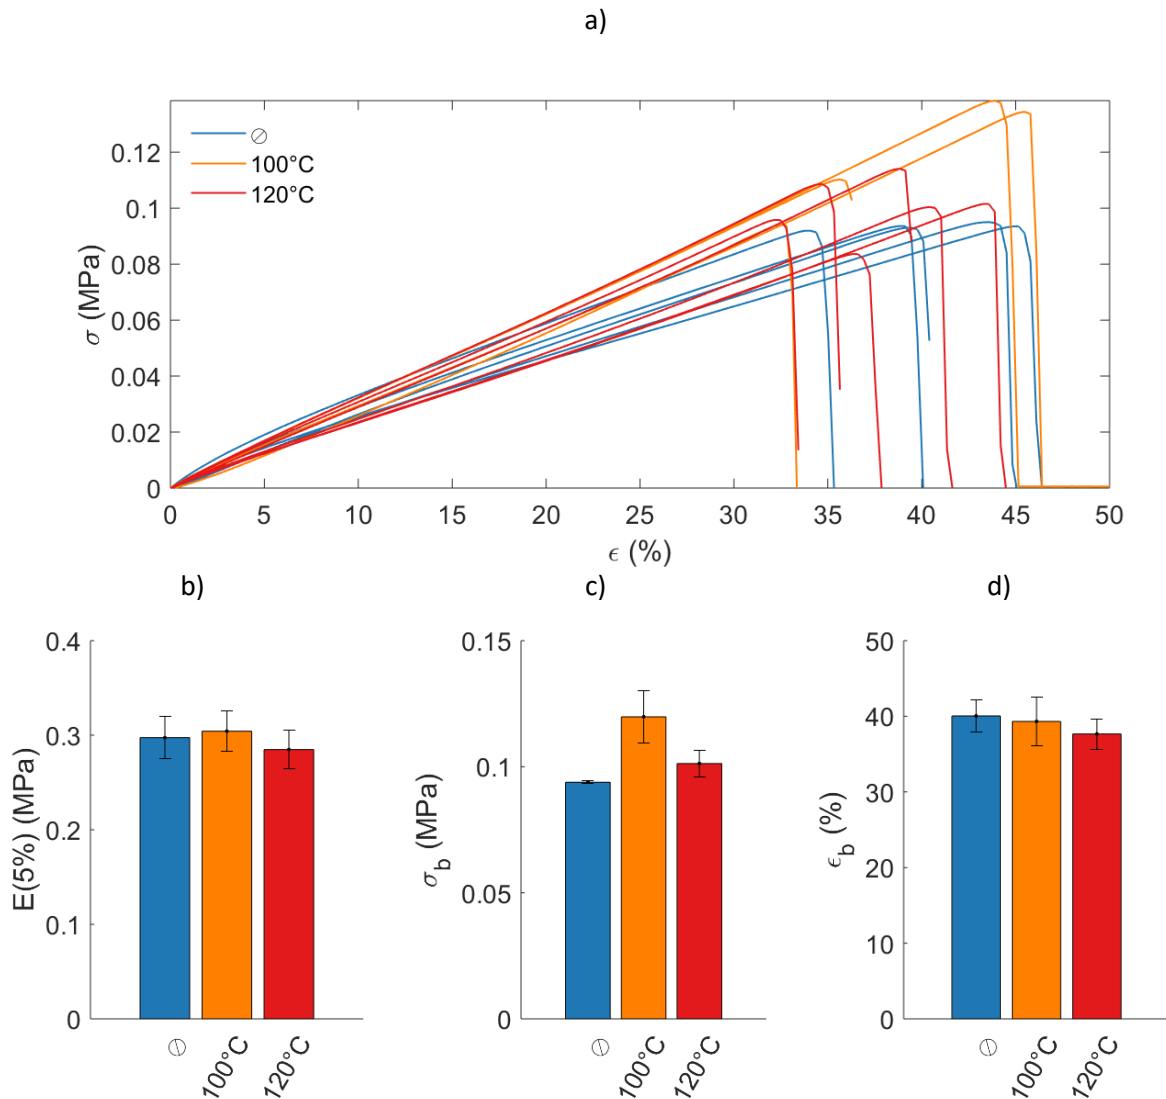 a)
σ (MPa)
0.12
0.1
0.08
0.06
0.04
0.02
0
∅
100°C
120°C
0 5 10 15 20 25 30 35 40 45 50
ϵ (%)
b)
E(5%) (MPa)
0.4
0.3
0.2
0.1
0
∅ 100°C 120°C
c)
σb (MPa)
0.15
0.1
0.05
0
∅ 100°C 120°C
d)
ϵb (%)
50
40
30
20
10
0
∅ 100°C 120°C